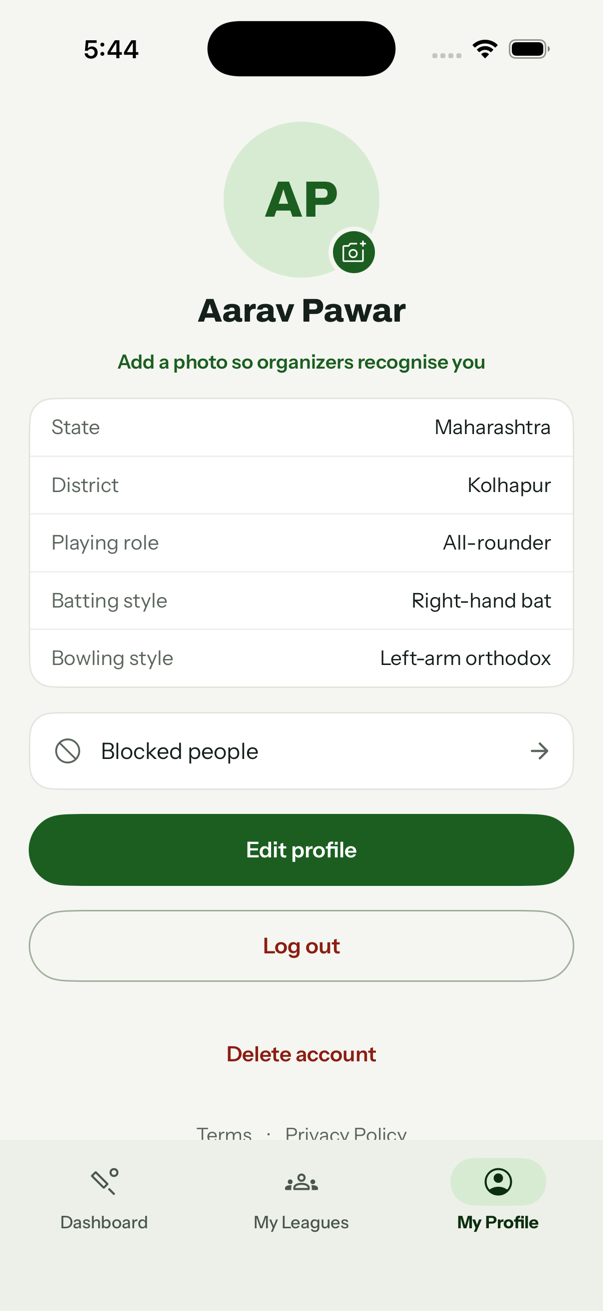 5:44
AP
Aarav Pawar
Add a photo so organizers recognise you
State Maharashtra
District Kolhapur
Playing role All-rounder
Batting style Right-hand bat
Bowling style Left-arm orthodox
Blocked people
Edit profile
Log out
Delete account
Terms · Privacy Policy
Dashboard My Leagues My Profile